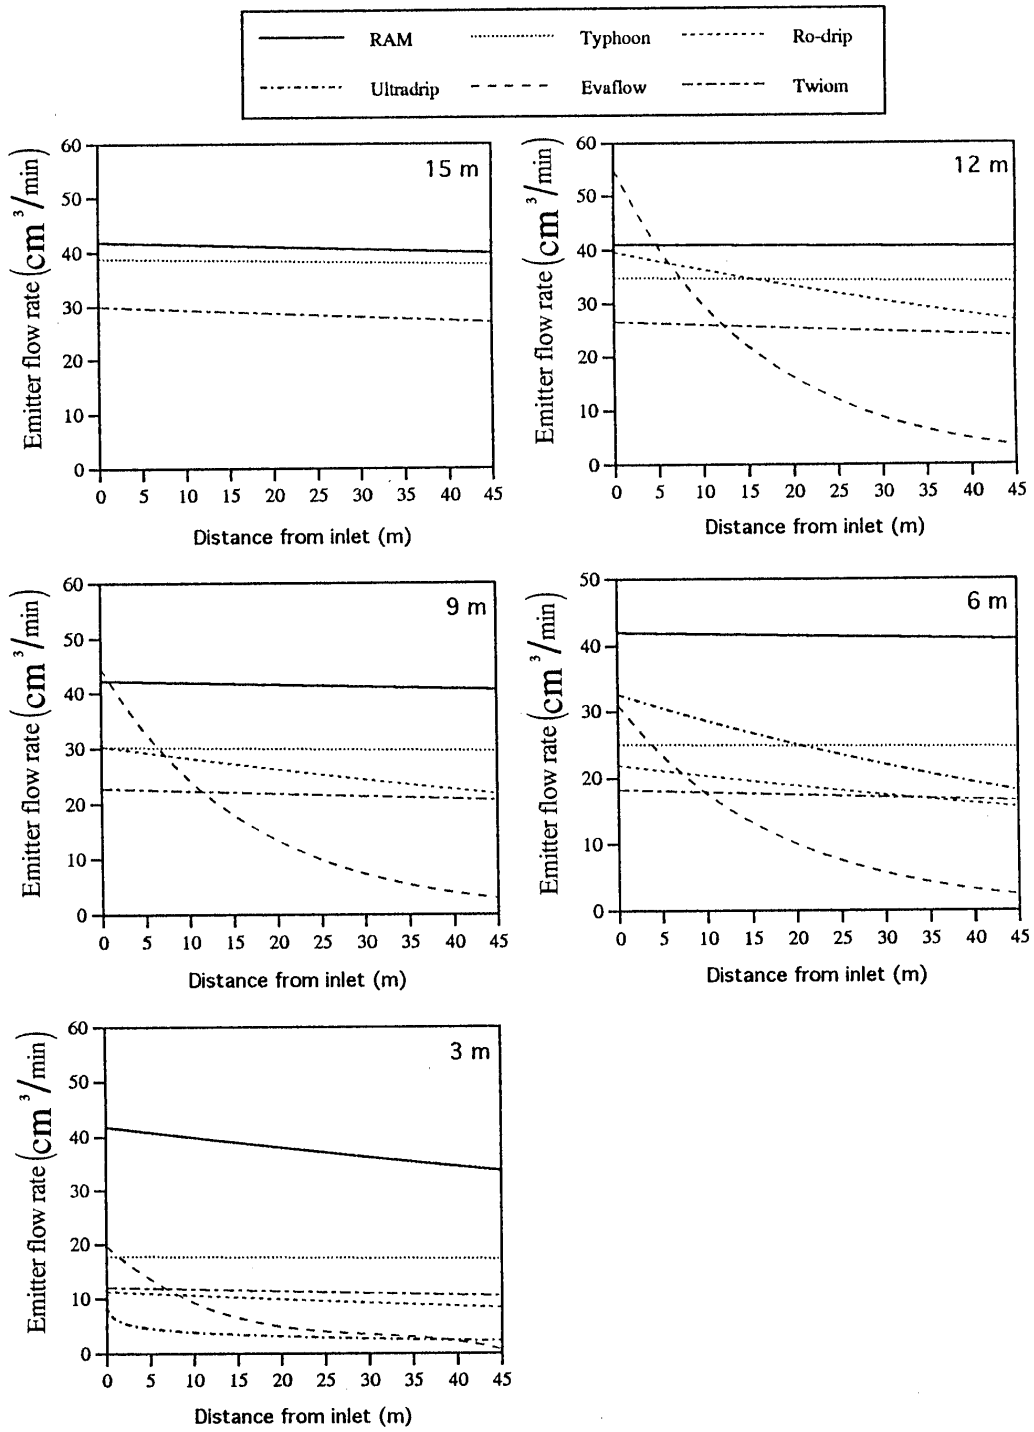 RAM Typhoon Ro-drip
Ultradrip Evaflow Twiom
15 m
Emitter flow rate (cm³/min)
60
50
40
30
20
10
0
0 5 10 15 20 25 30 35 40 45
Distance from inlet (m)
12 m
Emitter flow rate (cm³/min)
60
50
40
30
20
10
0
0 5 10 15 20 25 30 35 40 45
Distance from inlet (m)
9 m
Emitter flow rate (cm³/min)
60
50
40
30
20
10
0
0 5 10 15 20 25 30 35 40 45
Distance from inlet (m)
6 m
Emitter flow rate (cm³/min)
50
40
30
20
10
0
0 5 10 15 20 25 30 35 40 45
Distance from inlet (m)
3 m
Emitter flow rate (cm³/min)
60
50
40
30
20
10
0
0 5 10 15 20 25 30 35 40 45
Distance from inlet (m)